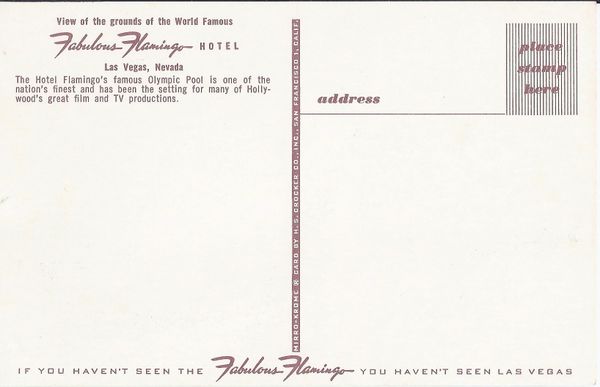 View of the grounds of the World Famous
Fabulous Flamingo HOTEL
Las Vegas, Nevada
The Hotel Flamingo's famous Olympic Pool is one of the
nation's finest and has been the setting for many of Holly-
wood's great film and TV productions.
MIRRO-KROME ® CARD BY H. S. CROCKER CO., INC., SAN FRANCISCO 1, CALIF.
place
stamp
here
address
IF YOU HAVEN'T SEEN THE Fabulous Flamingo YOU HAVEN'T SEEN LAS VEGAS